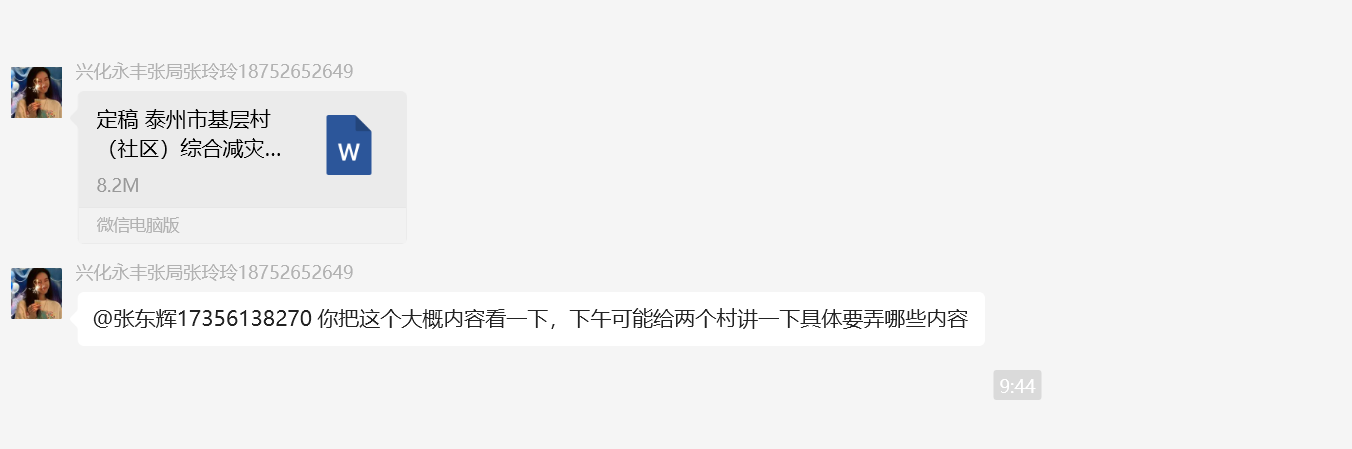 兴化永丰张局张玲玲18752652649
定稿 泰州市基层村
（社区）综合减灾...
W
8.2M
微信电脑版
兴化永丰张局张玲玲18752652649
@张东辉17356138270 你把这个大概内容看一下，下午可能给两个村讲一下具体要弄哪些内容
9:44